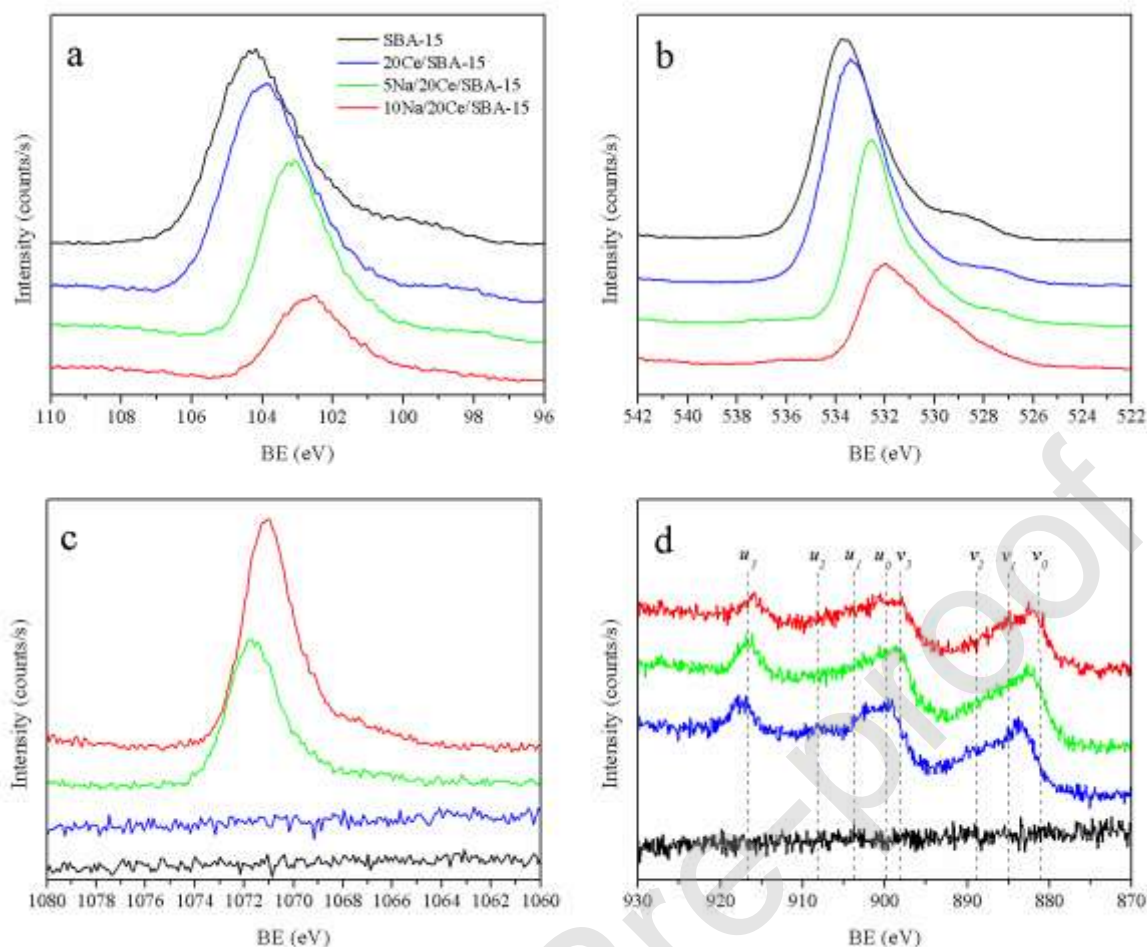 a
SBA-15
20Ce/SBA-15
5Na/20Ce/SBA-15
10Na/20Ce/SBA-15
Intensity (counts/s)
110 108 106 104 102 100 98 96
BE (eV)
b
Intensity (counts/s)
542 540 538 536 534 532 530 528 526 524 522
BE (eV)
c
Intensity (counts/s)
1080 1078 1076 1074 1072 1070 1068 1066 1064 1062 1060
BE (eV)
d
u3 u2 u1 u0 v3 v2 v1 v0
Intensity (counts/s)
930 920 910 900 890 880 870
BE (eV)
re-proof